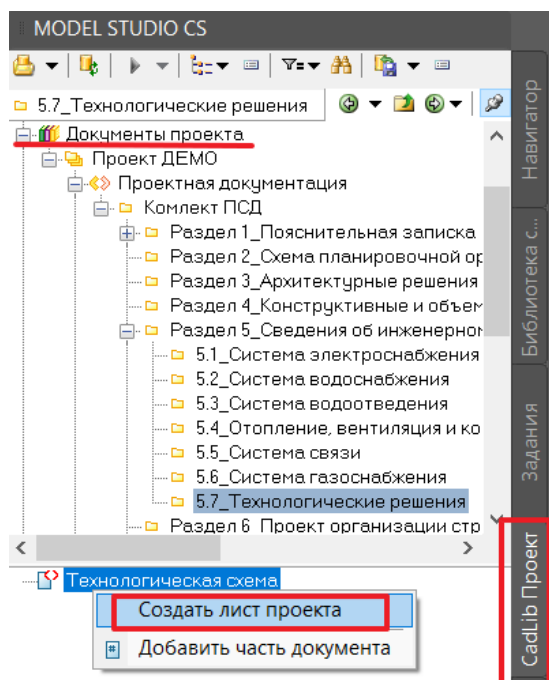 MODEL STUDIO CS
5.7_Технологические решения
Документы проекта
Проект ДЕМО
Проектная документация
Комлект ПСД
Раздел 1_Пояснительная записка
Раздел 2_Схема планировочной ор
Раздел 3_Архитектурные решения
Раздел 4_Конструктивные и объем
Раздел 5_Сведения об инженерног
5.1_Система электроснабжения
5.2_Система водоснабжения
5.3_Система водоотведения
5.4_Отопление, вентиляция и ко
5.5_Система связи
5.6_Система газоснабжения
5.7_Технологические решения
Раздел 6_Проект организации стр
Технологическая схема
Создать лист проекта
Добавить часть документа
Навигатор
Библиотека с...
Задания
CadLib Проект